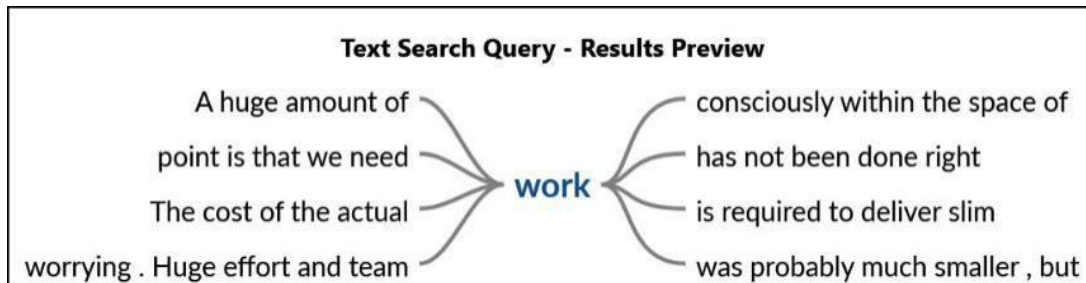 Text Search Query - Results Preview
A huge amount of
point is that we need
The cost of the actual
worrying . Huge effort and team
work
consciously within the space of
has not been done right
is required to deliver slim
was probably much smaller , but